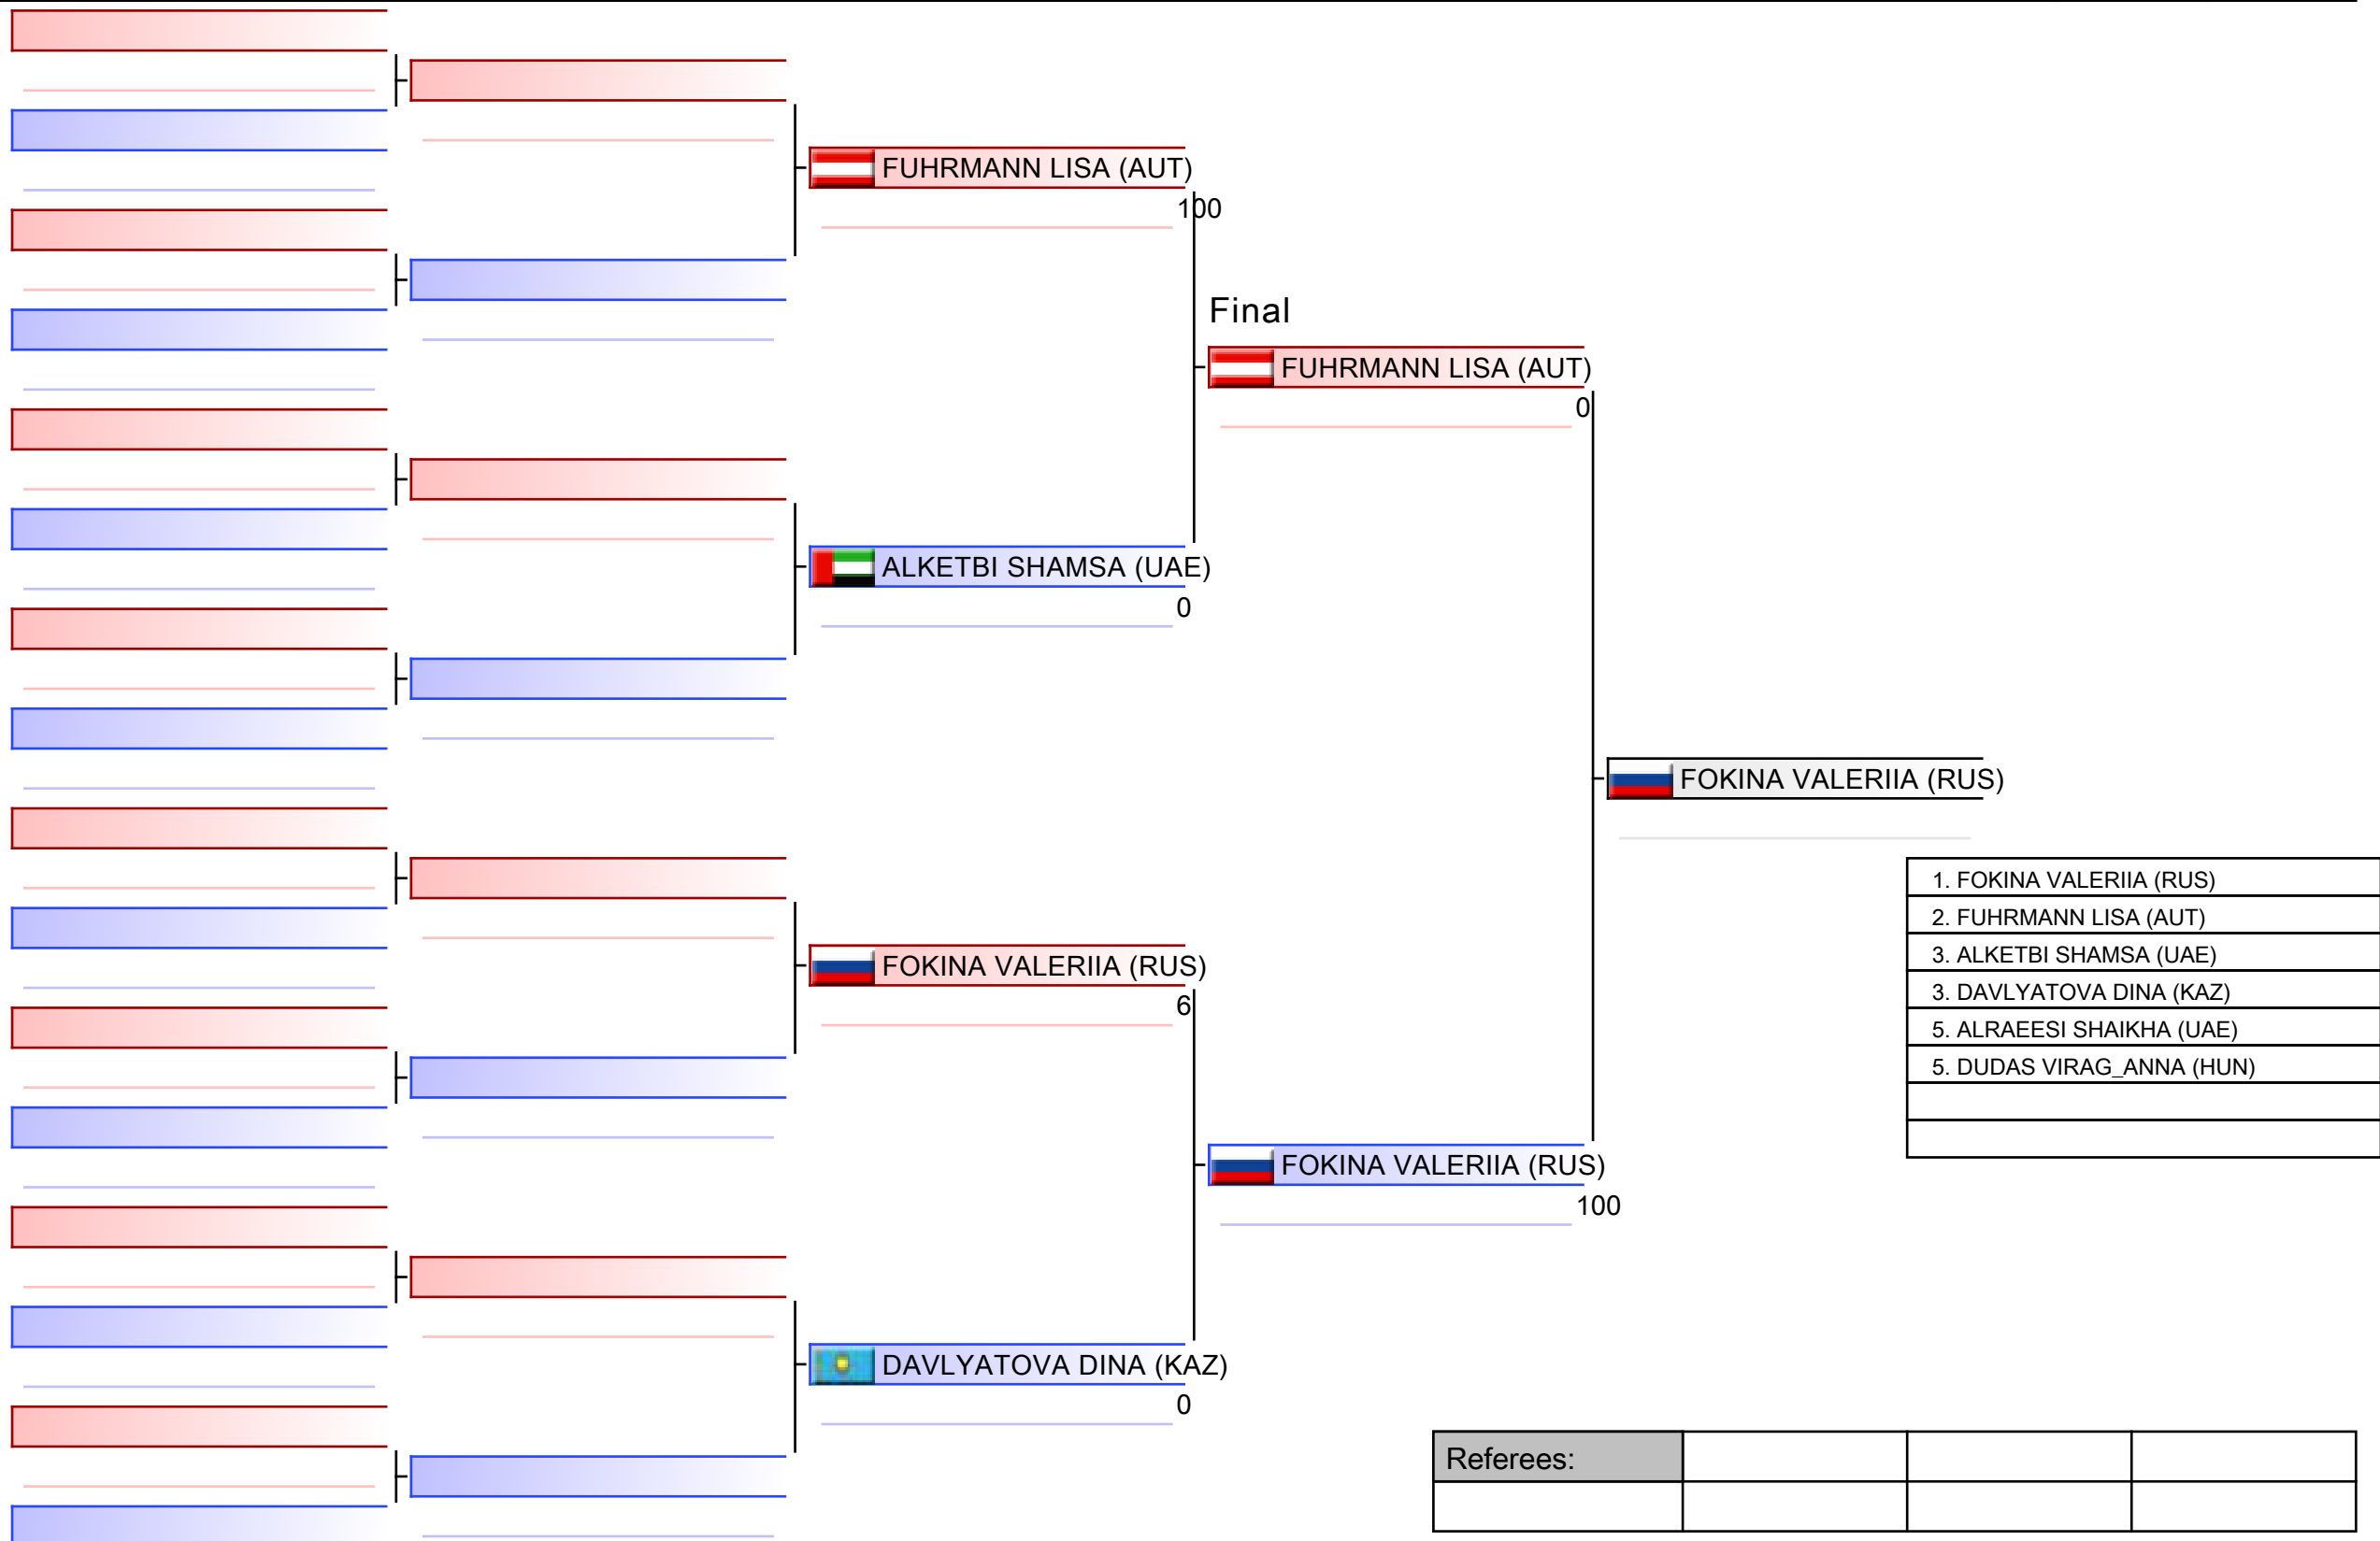 FUHRMANN LISA (AUT)
100
Final
FUHRMANN LISA (AUT)
0
ALKETBI SHAMSA (UAE)
0
FOKINA VALERIIA (RUS)
1. FOKINA VALERIIA (RUS)
2. FUHRMANN LISA (AUT)
3. ALKETBI SHAMSA (UAE)
3. DAVLYATOVA DINA (KAZ)
5. ALRAEESI SHAIKHA (UAE)
5. DUDAS VIRAG_ANNA (HUN)
FOKINA VALERIIA (RUS)
6
FOKINA VALERIIA (RUS)
100
DAVLYATOVA DINA (KAZ)
0
Referees: